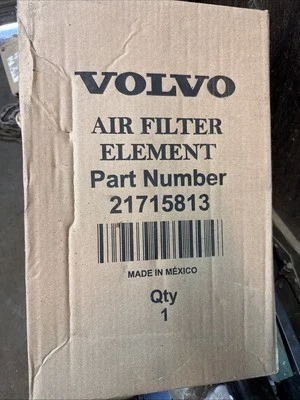 VOLVO
AIR FILTER
ELEMENT
Part Number
21715813
MADE IN MÉXICO
Qty
1